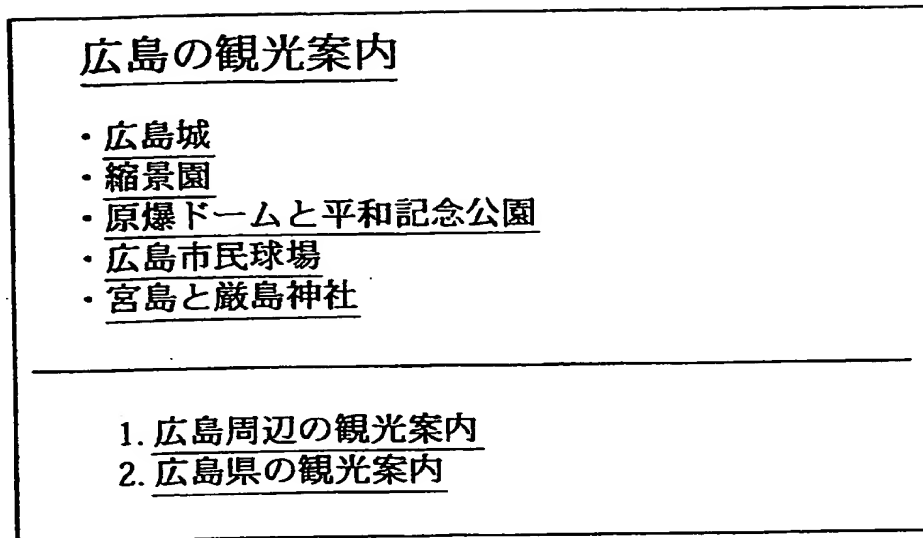 広島の観光案内
・広島城
・縮景園
・原爆ドームと平和記念公園
・広島市民球場
・宮島と厳島神社
1. 広島周辺の観光案内
2. 広島県の観光案内